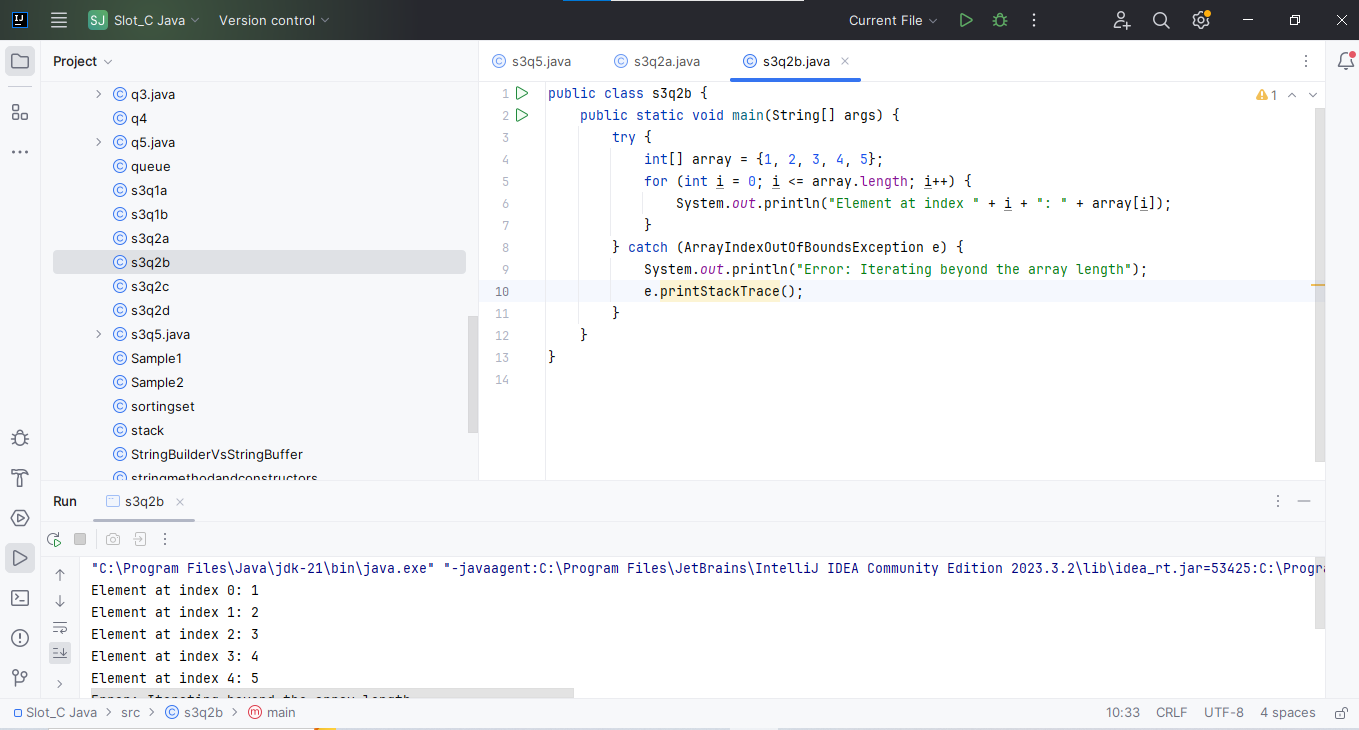 SJ Slot_C Java Version control Current File
Project
q3.java
q4
q5.java
queue
s3q1a
s3q1b
s3q2a
s3q2b
s3q2c
s3q2d
s3q5.java
Sample1
Sample2
sortingset
stack
StringBuilderVsStringBuffer
stringmethodandconstructors
s3q5.java s3q2a.java s3q2b.java
1 public class s3q2b {
2 public static void main(String[] args) {
3 try {
4 int[] array = {1, 2, 3, 4, 5};
5 for (int i = 0; i <= array.length; i++) {
6 System.out.println("Element at index " + i + ": " + array[i]);
7 }
8 } catch (ArrayIndexOutOfBoundsException e) {
9 System.out.println("Error: Iterating beyond the array length");
10 e.printStackTrace();
11 }
12 }
13 }
14
1
Run s3q2b
"C:\Program Files\Java\jdk-21\bin\java.exe" "-javaagent:C:\Program Files\JetBrains\IntelliJ IDEA Community Edition 2023.3.2\lib\idea_rt.jar=53425:C:\Progra
Element at index 0: 1
Element at index 1: 2
Element at index 2: 3
Element at index 3: 4
Element at index 4: 5
Error: Iterating beyond the array length
Slot_C Java > src > s3q2b > main 10:33 CRLF UTF-8 4 spaces